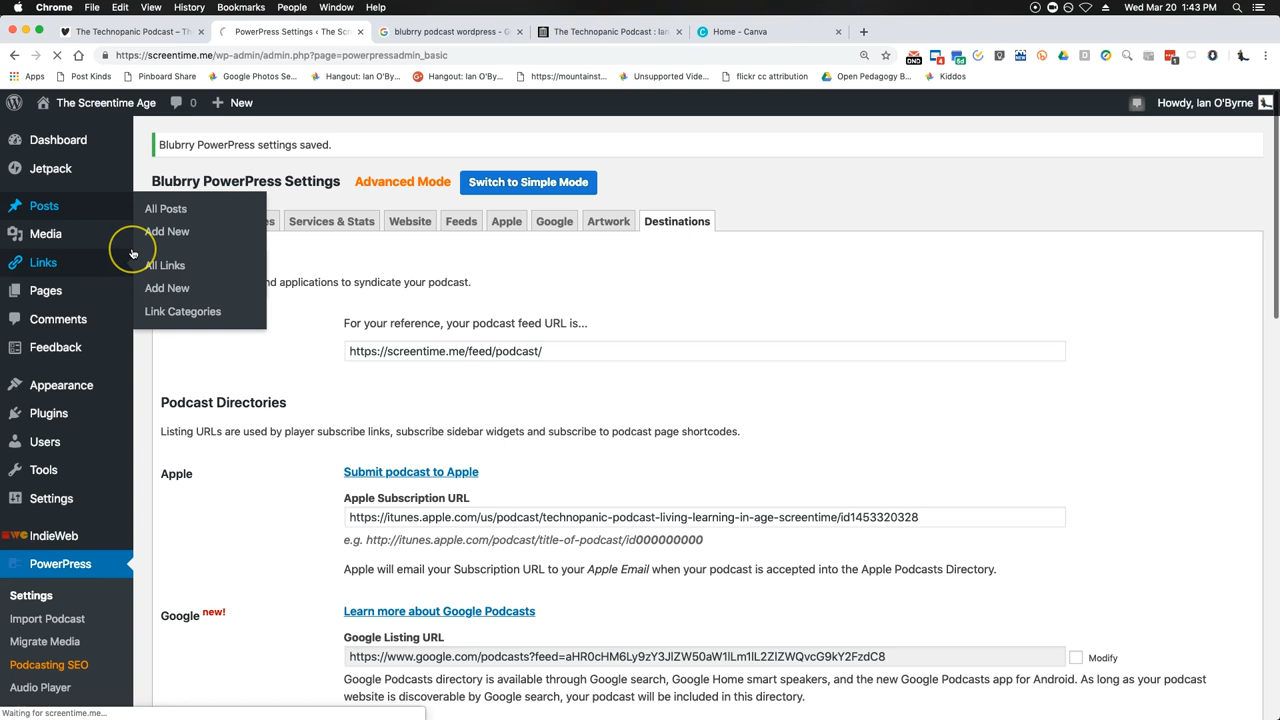 Chrome File Edit View History Bookmarks People Window Help Wed Mar 20 1:43 PM
The Technopanic Podcast – Th PowerPress Settings ‹ The Scr blubrry podcast wordpress - G The Technopanic Podcast : Ian Home - Canva
https://screentime.me/wp-admin/admin.php?page=powerpressadmin_basic
Apps Post Kinds Pinboard Share Google Photos Se... Hangout: Ian O'By... Hangout: Ian O'By... https://mountainst... Unsupported Vide... flickr cc attribution Open Pedagogy B... Kiddos
The Screentime Age 0 New Howdy, Ian O'Byrne
Dashboard
Jetpack
Posts
Media
Links
Pages
Comments
Feedback
Appearance
Plugins
Users
Tools
Settings
IndieWeb
PowerPress
Settings
Import Podcast
Migrate Media
Podcasting SEO
Audio Player
All Posts
Add New
All Links
Add New
Link Categories
Blubrry PowerPress settings saved.
Blubrry PowerPress Settings Advanced Mode Switch to Simple Mode
es Services & Stats Website Feeds Apple Google Artwork Destinations
nd applications to syndicate your podcast.
For your reference, your podcast feed URL is...
https://screentime.me/feed/podcast/
Podcast Directories
Listing URLs are used by player subscribe links, subscribe sidebar widgets and subscribe to podcast page shortcodes.
Apple Submit podcast to Apple
Apple Subscription URL
https://itunes.apple.com/us/podcast/technopanic-podcast-living-learning-in-age-screentime/id1453320328
e.g. http://itunes.apple.com/podcast/title-of-podcast/id000000000
Apple will email your Subscription URL to your Apple Email when your podcast is accepted into the Apple Podcasts Directory.
Google new! Learn more about Google Podcasts
Google Listing URL
https://www.google.com/podcasts?feed=aHR0cHM6Ly9zY3JlZW50aW1lLm1lL2ZlZWQvcG9kY2FzdC8 Modify
Google Podcasts directory is available through Google search, Google Home smart speakers, and the new Google Podcasts app for Android. As long as your podcast
website is discoverable by Google search, your podcast will be included in this directory.
Waiting for screentime.me...